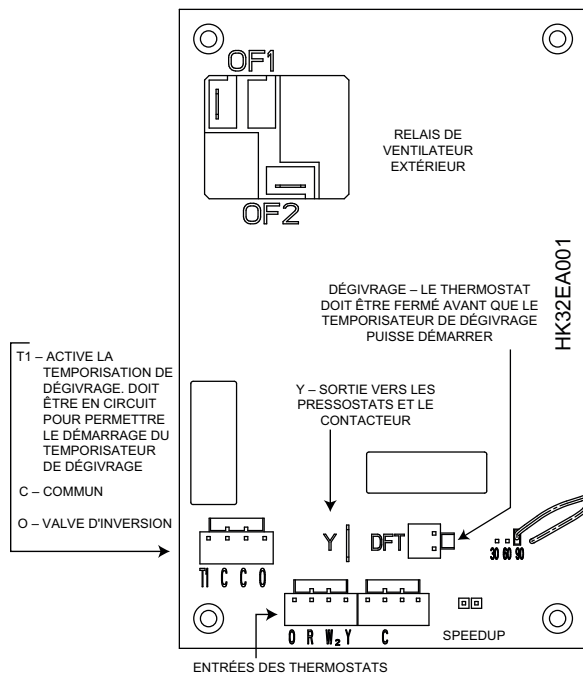 OF1
RELAIS DE
VENTILATEUR
EXTÉRIEUR
OF2
HK32EA001
DÉGIVRAGE – LE THERMOSTAT
DOIT ÊTRE FERMÉ AVANT QUE LE
TEMPORISATEUR DE DÉGIVRAGE
PUISSE DÉMARRER
T1 – ACTIVE LA
TEMPORISATION DE
DÉGIVRAGE. DOIT
ÊTRE EN CIRCUIT
POUR PERMETTRE
LE DÉMARRAGE DU
TEMPORISATEUR
DE DÉGIVRAGE
C – COMMUN
O – VALVE D'INVERSION
Y – SORTIE VERS LES
PRESSOSTATS ET LE
CONTACTEUR
Y
DFT
30 60 90
T1 C C O
O R W₂ Y C
SPEEDUP
ENTRÉES DES THERMOSTATS